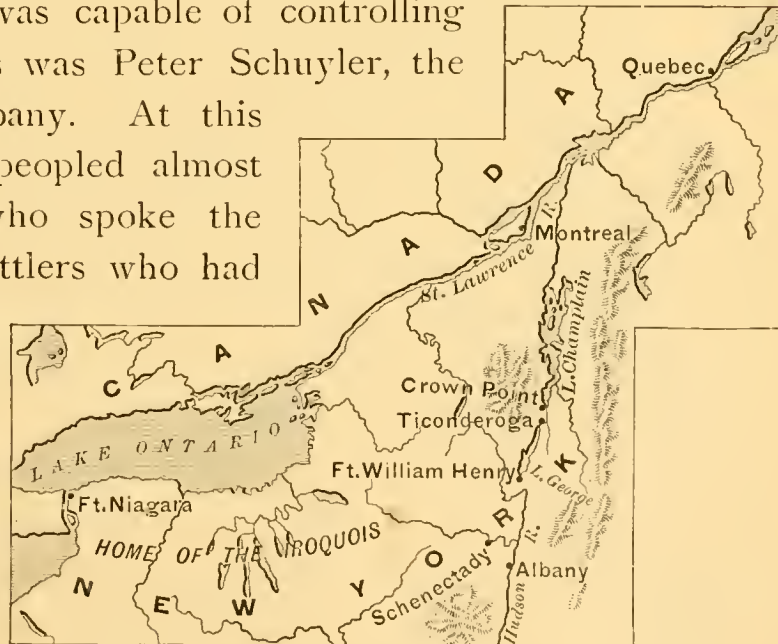 was capable of controlling
s was Peter Schuyler, the
pany. At this
peopled almost
who spoke the
ttlers who had
Quebec
CANADA
R.
Montreal
St. Lawrence
L. Champlain
Crown Point
Ticonderoga
LAKE ONTARIO
Ft. William Henry
L. George
Ft. Niagara
HOME OF THE IROQUOIS
NEW YORK
R.
Schenectady
Albany
Hudson